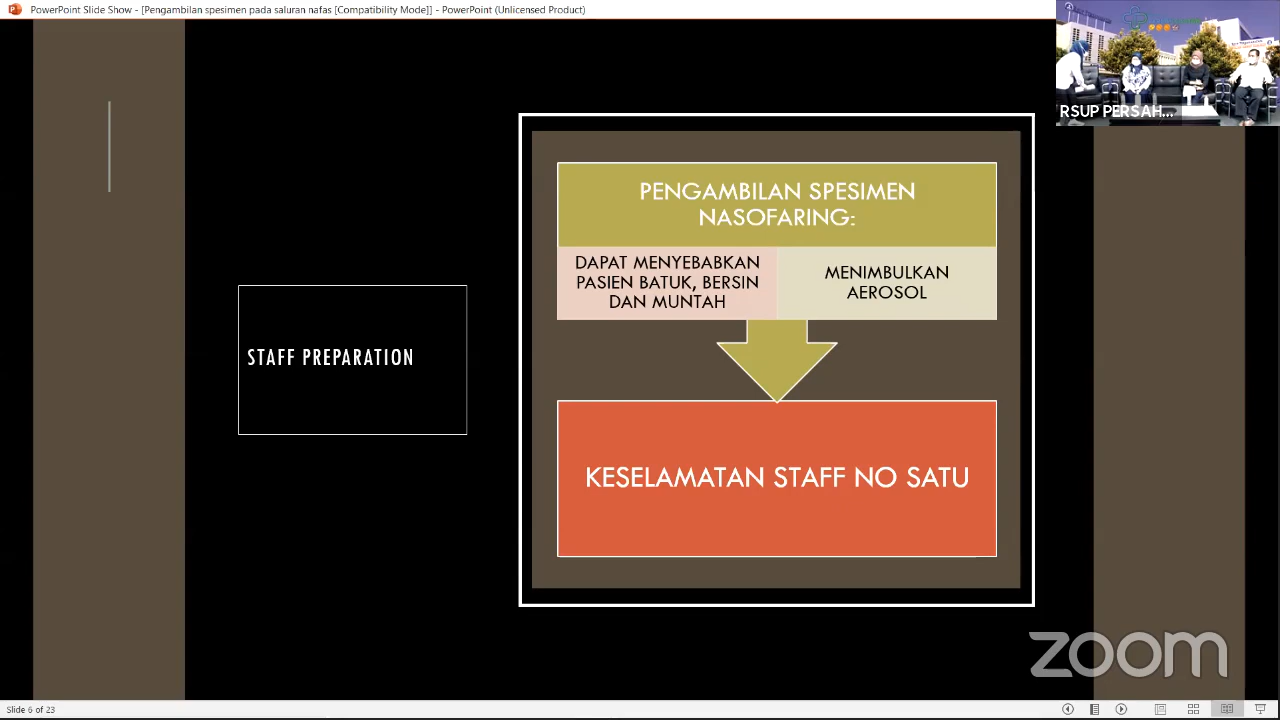 PowerPoint Slide Show - [Pengambilan spesimen pada saluran nafas [Compatibility Mode]] - PowerPoint (Unlicensed Product)
RSUP PERSAH...
PENGAMBILAN SPESIMEN
NASOFARING:
DAPAT MENYEBABKAN
PASIEN BATUK, BERSIN
DAN MUNTAH
MENIMBULKAN
AEROSOL
STAFF PREPARATION
KESELAMATAN STAFF NO SATU
zoom
Slide 6 of 23